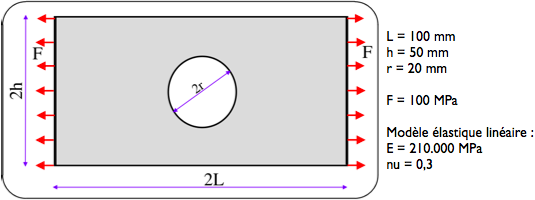 F
F
2h
2r
2L
L = 100 mm
h = 50 mm
r = 20 mm
F = 100 MPa
Modèle élastique linéaire :
E = 210.000 MPa
nu = 0,3